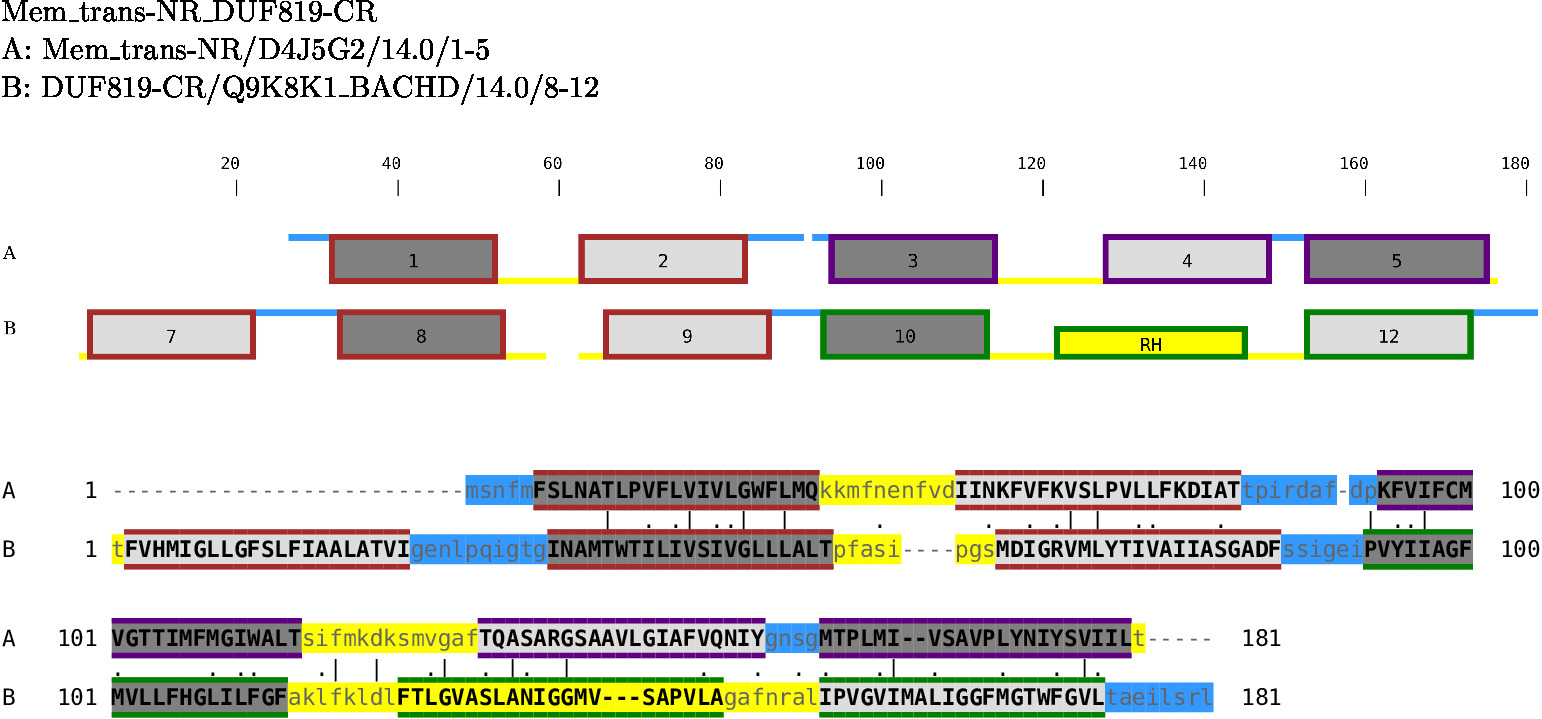 Mem_trans-NR_DUF819-CR
A: Mem_trans-NR/D4J5G2/14.0/1-5
B: DUF819-CR/Q9K8K1_BACHD/14.0/8-12
20 40 60 80 100 120 140 160 180
A 1 2 3 4 5
B 7 8 9 10 RH 12
A 1 --------------------------msnfmFSLNATLPVFLVIVLGWFLMQkkmfnenfvdIINKFVFKVSLPVLLFKDIATtpirdaf-dpKFVIFCM 100
B 1 tFVHMIGLLGFSLFIAALATVIgenlpqigtgINAMTWTILIVSIVGLLLALTpfasi----pgsMDIGRVMLYTIVAIIASGADFssigeiPVYIIAGF 100
A 101 VGTTIMFMGIWALTsifmkdksmvgafTQASARGSAAVLGIAFVQNIYgnsgMTPLMI--VSAVPLYNIYSVIILt----- 181
B 101 MVLLFHGLILFGFaklfkldlFTLGVASLANIGGMV---SAPVLAgafnralIPVGVIMALIGGFMGTWFGVLtaeilsrl 181